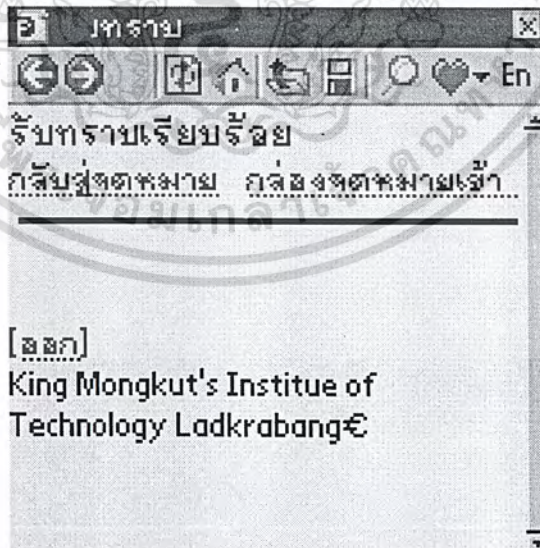 เทราบ
En
รับทราบเรียบร้อย
กลับสู่จดหมาย กล่องจดหมายเข้า
[ออก]
King Mongkut's Institue of
Technology Ladkrabang€